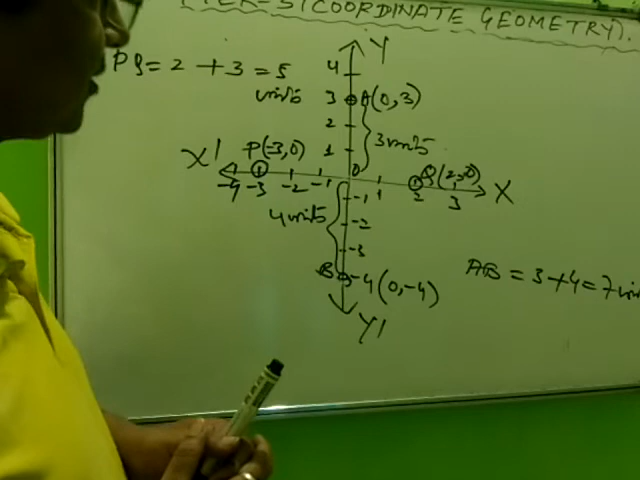 COORDINATE GEOMETRY).
Y
PQ = 2 + 3 = 5
units
4
3 A(0, 3)
2
3 units
1
X' P(-3, 0) 0 Q(2, 0) X
-4 -3 -2 -1 1 2 3
4 units
-1
-2
-3
B -4 (0, -4)
AB = 3 + 4 = 7
Y'